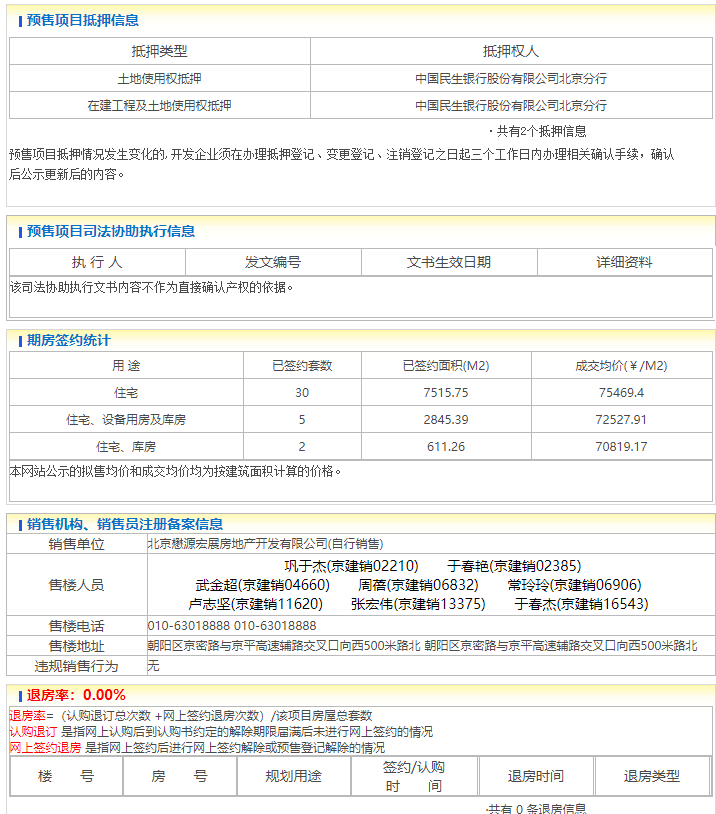 预售项目抵押信息
抵押类型 抵押权人
土地使用权抵押 中国民生银行股份有限公司北京分行
在建工程及土地使用权抵押 中国民生银行股份有限公司北京分行
·共有2个抵押信息
预售项目抵押情况发生变化的,开发企业须在办理抵押登记、变更登记、注销登记之日起三个工作日内办理相关确认手续，确认
后公示更新后的内容。
预售项目司法协助执行信息
执 行 人 发文编号 文书生效日期 详细资料
该司法协助执行文书内容不作为直接确认产权的依据。
期房签约统计
用 途 已签约套数 已签约面积(M2) 成交均价(￥/M2)
住宅 30 7515.75 75469.4
住宅、设备用房及库房 5 2845.39 72527.91
住宅、库房 2 611.26 70819.17
本网站公示的拟售均价和成交均价均为按建筑面积计算的价格。
销售机构、销售员注册备案信息
销售单位 北京懋源宏展房地产开发有限公司(自行销售)
售楼人员 巩于杰(京建销02210) 于春艳(京建销02385)
武金超(京建销04660) 周蓓(京建销06832) 常玲玲(京建销06906)
卢志坚(京建销11620) 张宏伟(京建销13375) 于春杰(京建销16543)
售楼电话 010-63018888 010-63018888
售楼地址 朝阳区京密路与京平高速辅路交叉口向西500米路北 朝阳区京密路与京平高速辅路交叉口向西500米路北
违规销售行为 无
退房率：0.00%
退房率=（认购退订总次数 +网上签约退房次数）/该项目房屋总套数
认购退订 是指网上认购后到认购书约定的解除期限届满后未进行网上签约的情况
网上签约退房 是指网上签约后进行网上签约解除或预售登记解除的情况
楼 号 房 号 规划用途 签约/认购 退房时间 退房类型
时 间
·共有 0 条退房信息